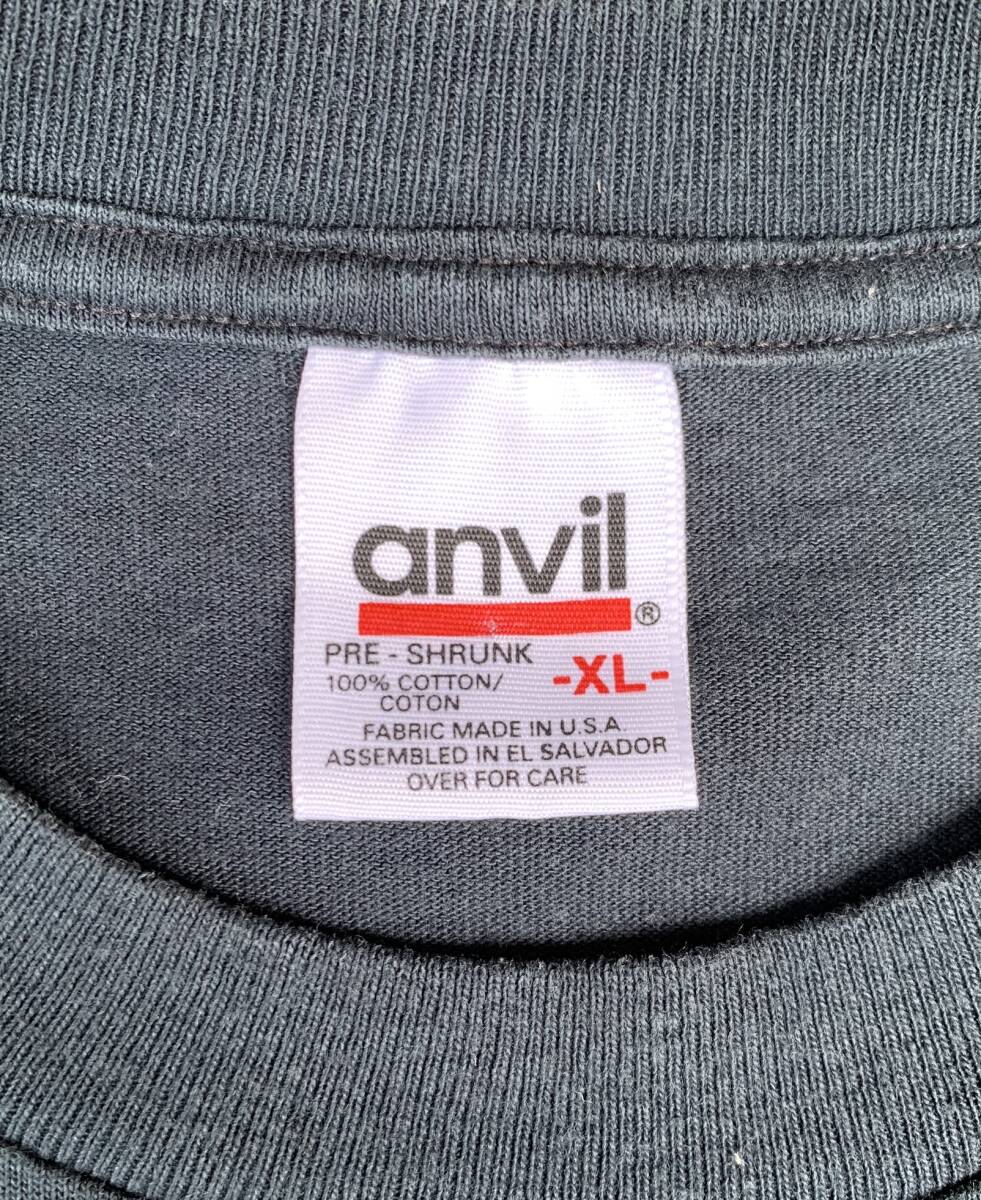 anvil
®
PRE - SHRUNK -XL-
100% COTTON/
COTON
FABRIC MADE IN U.S.A
ASSEMBLED IN EL SALVADOR
OVER FOR CARE